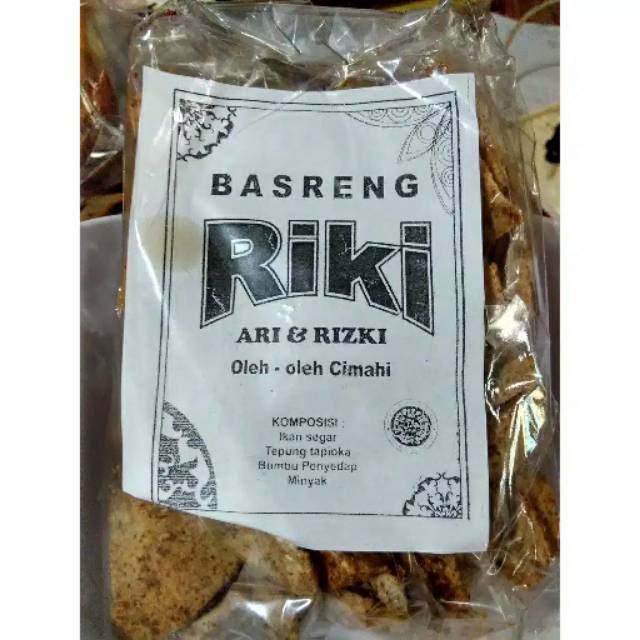 BASRENG
Riki
ARI & RIZKI
Oleh - oleh Cimahi
KOMPOSISI :
Ikan segar
Tepung tapioka
Bumbu Penyedap
Minyak